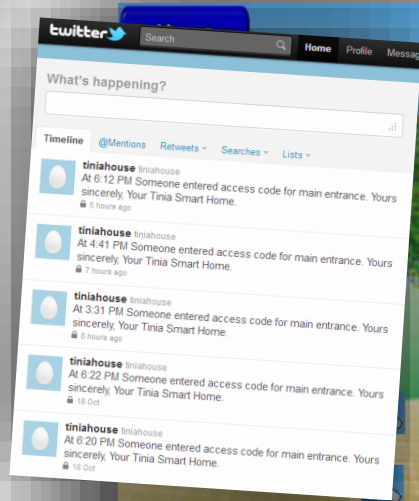 twitter Search Home Profile Messag
What's happening?
Timeline @Mentions Retweets Searches Lists
tiniahouse tiniahouse
At 6:12 PM Someone entered access code for main entrance. Yours
sincerely, Your Tinia Smart Home.
5 hours ago
tiniahouse tiniahouse
At 4:41 PM Someone entered access code for main entrance. Yours
sincerely, Your Tinia Smart Home.
7 hours ago
tiniahouse tiniahouse
At 3:31 PM Someone entered access code for main entrance. Yours
sincerely, Your Tinia Smart Home.
8 hours ago
tiniahouse tiniahouse
At 6:22 PM Someone entered access code for main entrance. Yours
sincerely, Your Tinia Smart Home.
18 Oct
tiniahouse tiniahouse
At 6:20 PM Someone entered access code for main entrance. Yours
sincerely, Your Tinia Smart Home.
18 Oct